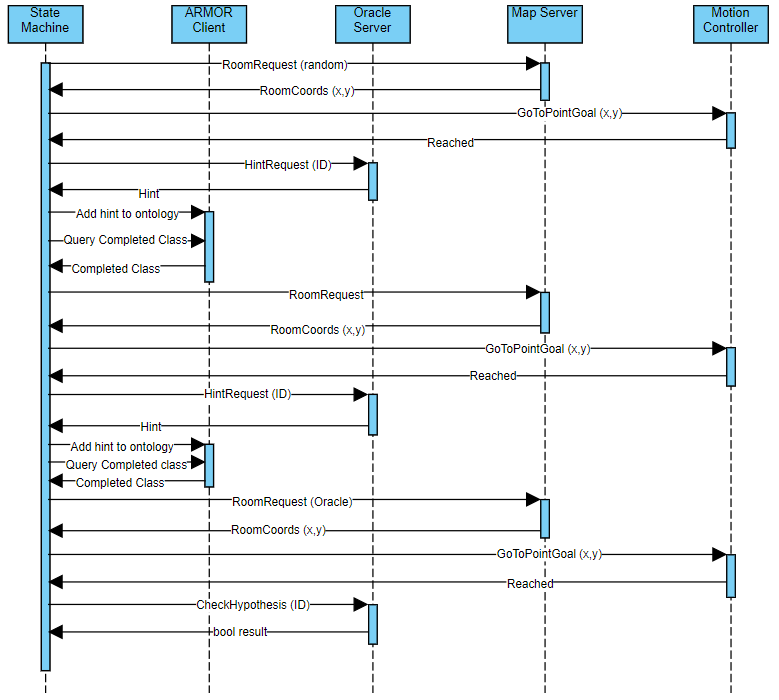 State
Machine
ARMOR
Client
Oracle
Server
Map Server
Motion
Controller
RoomRequest (random)
RoomCoords (x,y)
GoToPointGoal (x,y)
Reached
HintRequest (ID)
Hint
Add hint to ontology
Query Completed Class
Completed Class
RoomRequest
RoomCoords (x,y)
GoToPointGoal (x,y)
Reached
HintRequest (ID)
Hint
Add hint to ontology
Query Completed class
Completed Class
RoomRequest (Oracle)
RoomCoords (x,y)
GoToPointGoal (x,y)
Reached
CheckHypothesis (ID)
bool result